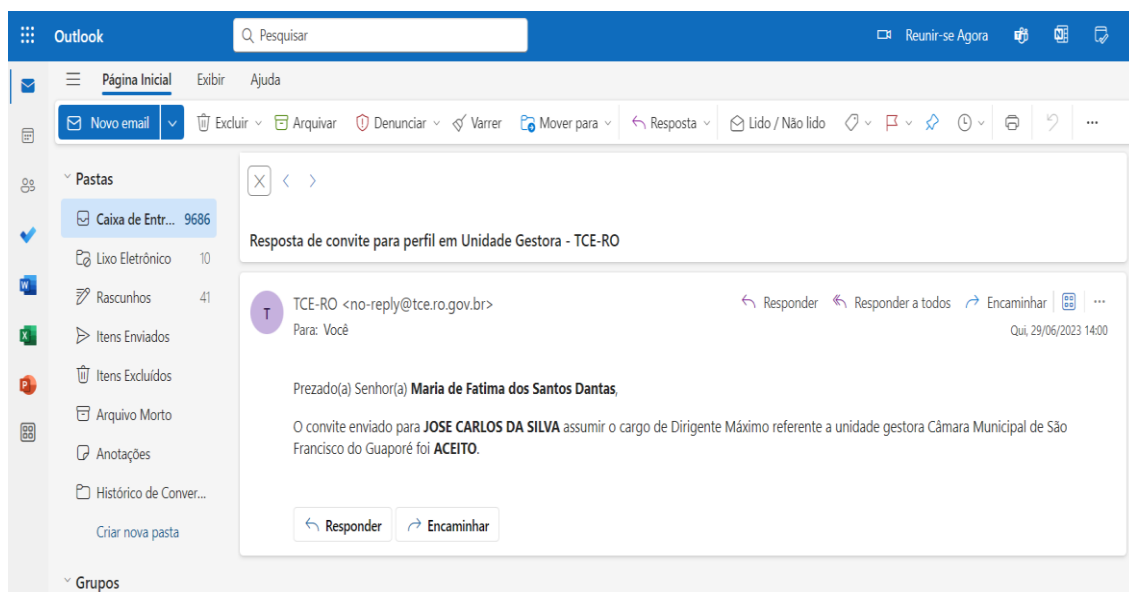 Outlook
Pesquisar
Reunir-se Agora
Página Inicial Exibir Ajuda
Novo email Excluir Arquivar Denunciar Varrer Mover para Resposta Lido / Não lido ...
Pastas
Caixa de Entr... 9686
Lixo Eletrônico 10
Rascunhos 41
Itens Enviados
Itens Excluídos
Arquivo Morto
Anotações
Histórico de Conver...
Criar nova pasta
Grupos
Resposta de convite para perfil em Unidade Gestora - TCE-RO
T
TCE-RO <no-reply@tce.ro.gov.br>
Para: Você
Responder Responder a todos Encaminhar ...
Qui, 29/06/2023 14:00
Prezado(a) Senhor(a) Maria de Fatima dos Santos Dantas,
O convite enviado para JOSE CARLOS DA SILVA assumir o cargo de Dirigente Máximo referente a unidade gestora Câmara Municipal de São
Francisco do Guaporé foi ACEITO.
Responder Encaminhar